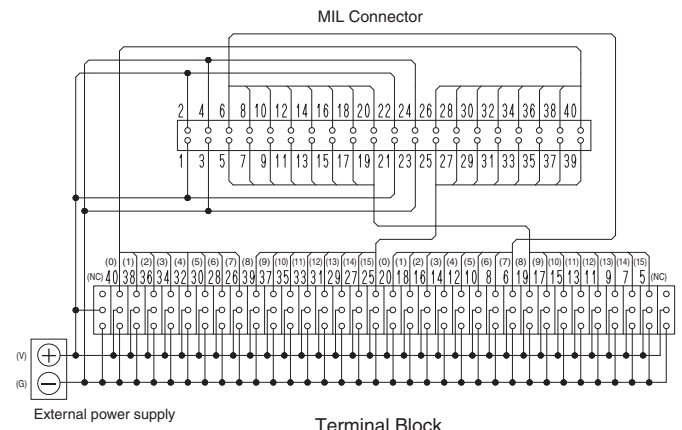 MIL Connector
2 4 6 8 10 12 14 16 18 20 22 24 26 28 30 32 34 36 38 40
1 3 5 7 9 11 13 15 17 19 21 23 25 27 29 31 33 35 37 39
(0) (1) (2) (3) (4) (5) (6) (7) (8) (9) (10) (11) (12) (13) (14) (15) (0) (1) (2) (3) (4) (5) (6) (7) (8) (9) (10) (11) (12) (13) (14) (15)
(NC) 40 38 36 34 32 30 28 26 39 37 35 33 31 29 27 25 20 18 16 14 12 10 8 6 19 17 15 13 11 9 7 5 (NC)
(V) +
(G) −
External power supply
Terminal Block